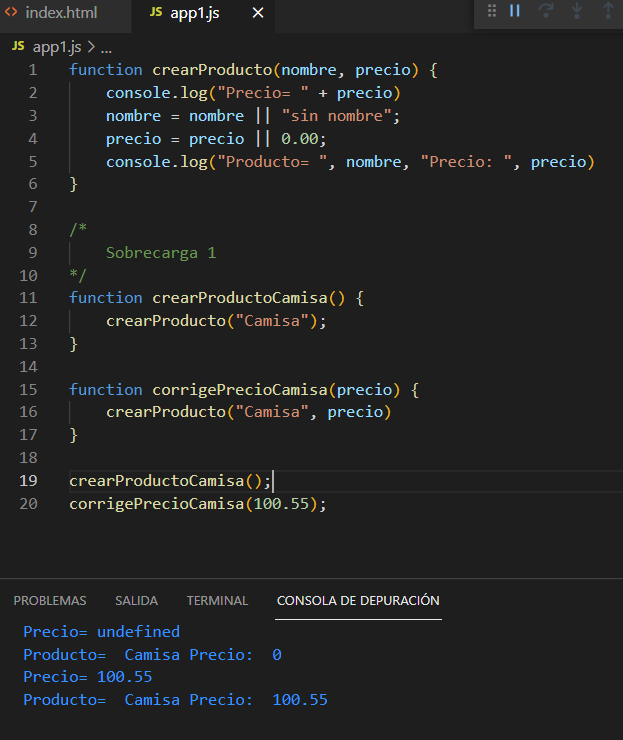 index.html
JS app1.js
JS app1.js > ...
1 function crearProducto(nombre, precio) {
2 console.log("Precio= " + precio)
3 nombre = nombre || "sin nombre";
4 precio = precio || 0.00;
5 console.log("Producto= ", nombre, "Precio: ", precio)
6 }
7
8 /*
9 Sobrecarga 1
10 */
11 function crearProductoCamisa() {
12 crearProducto("Camisa");
13 }
14
15 function corrigePrecioCamisa(precio) {
16 crearProducto("Camisa", precio)
17 }
18
19 crearProductoCamisa();
20 corrigePrecioCamisa(100.55);
PROBLEMAS SALIDA TERMINAL CONSOLA DE DEPURACIÓN
Precio= undefined
Producto=  Camisa Precio:  0
Precio= 100.55
Producto=  Camisa Precio:  100.55